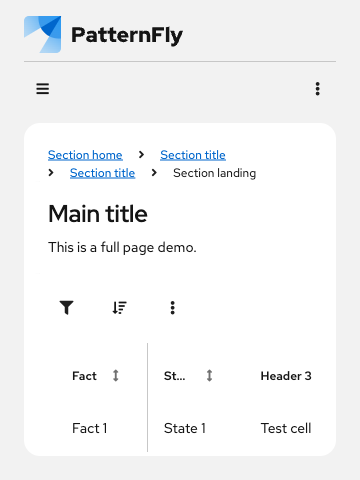 PatternFly
Section home
Section title
Section title
Section landing
Main title
This is a full page demo.
Fact
St...
Header 3
Fact 1
State 1
Test cell